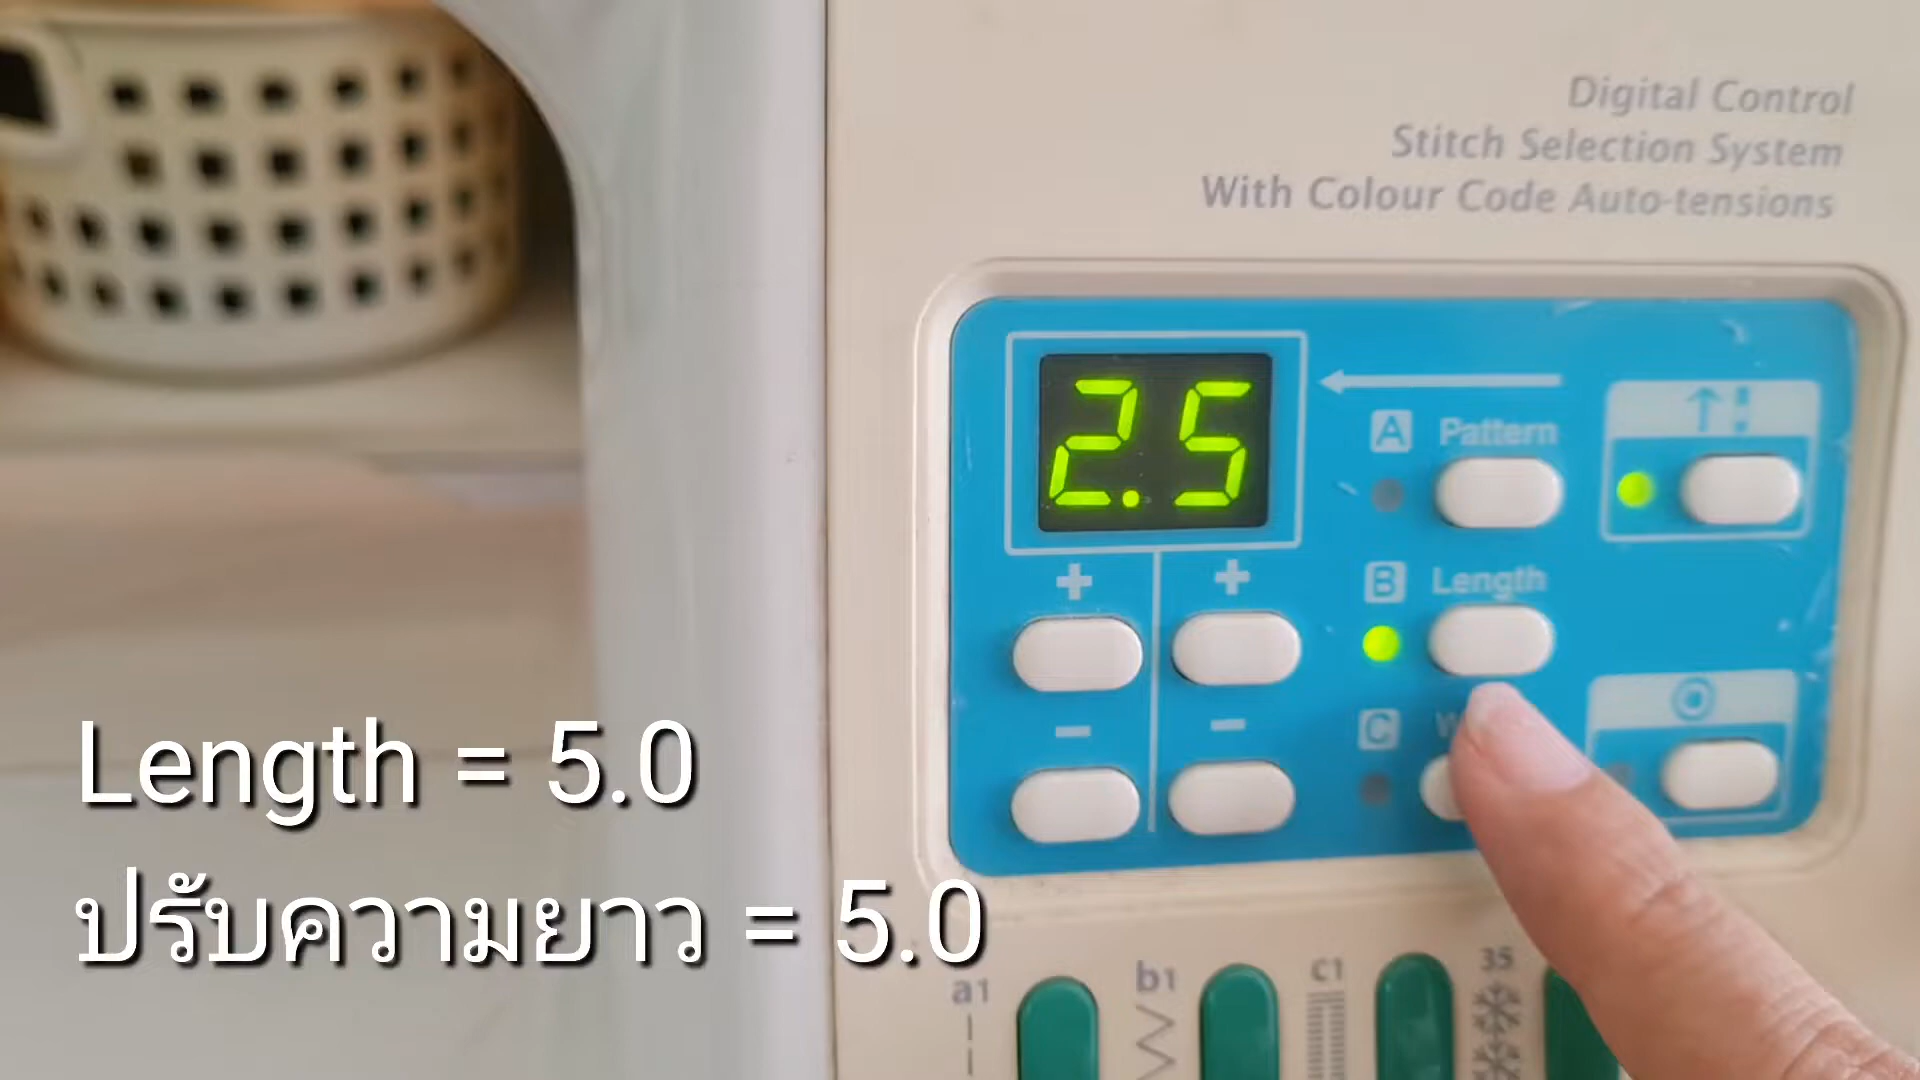 Digital Control
Stitch Selection System
With Colour Code Auto-tensions
2.5
A Pattern
+ +
B Length
- -
C
Length = 5.0
ปรับความยาว = 5.0
a1 b1 c1 35